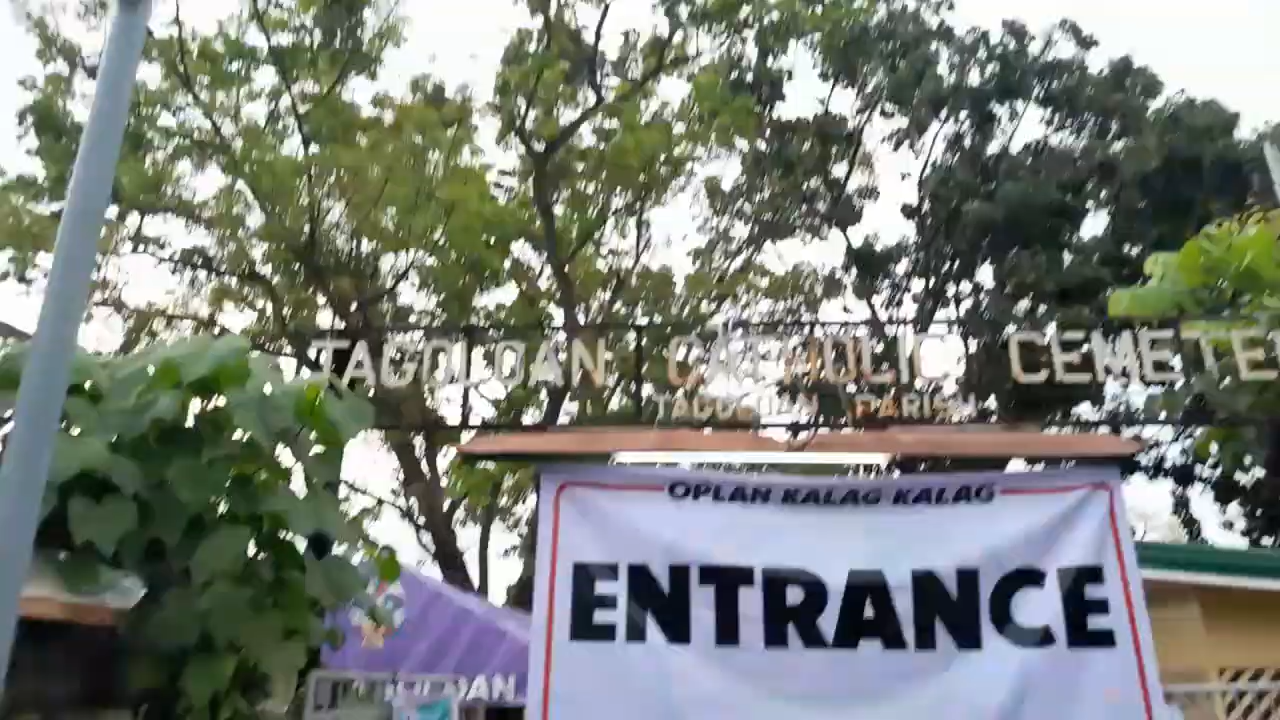 TAGOLOAN CATHOLIC CEMETE
TAGOLOAN PARISH
OPLAN KALAG KALAG
ENTRANCE